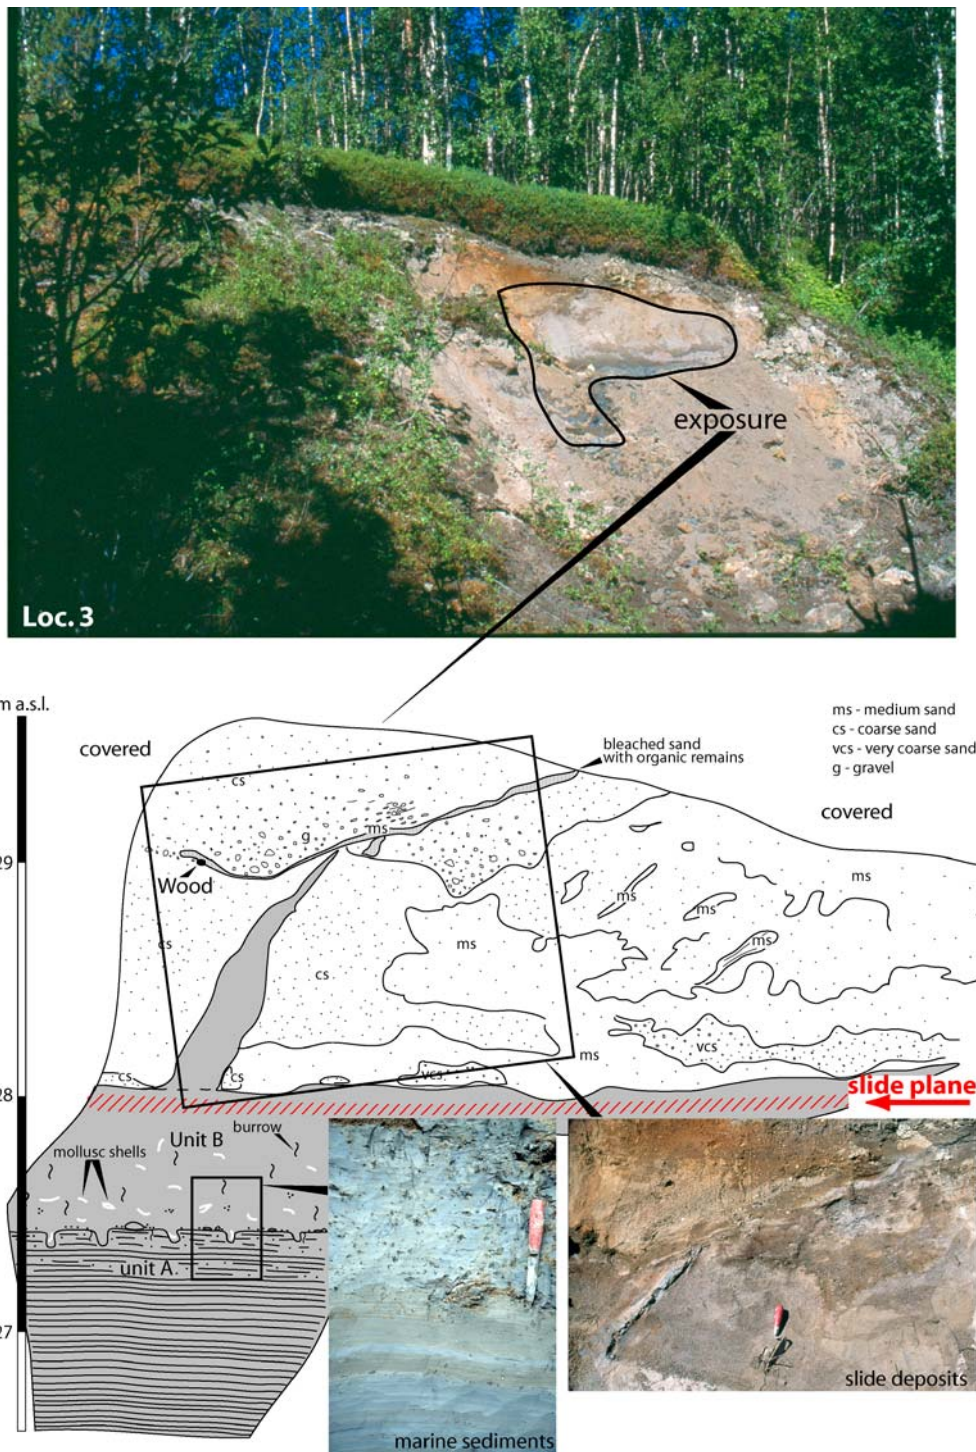 exposure
Loc. 3
m a.s.l.
covered
bleached sand
with organic remains
ms - medium sand
cs - coarse sand
vcs - very coarse sand
g - gravel
covered
cs
g
ms
29
Wood
ms
ms
ms
cs
ms
ms
cs
vcs
ms
cs
cs
vcs
28
slide plane
Unit B
burrow
mollusc shells
unit A
27
slide deposits
marine sediments